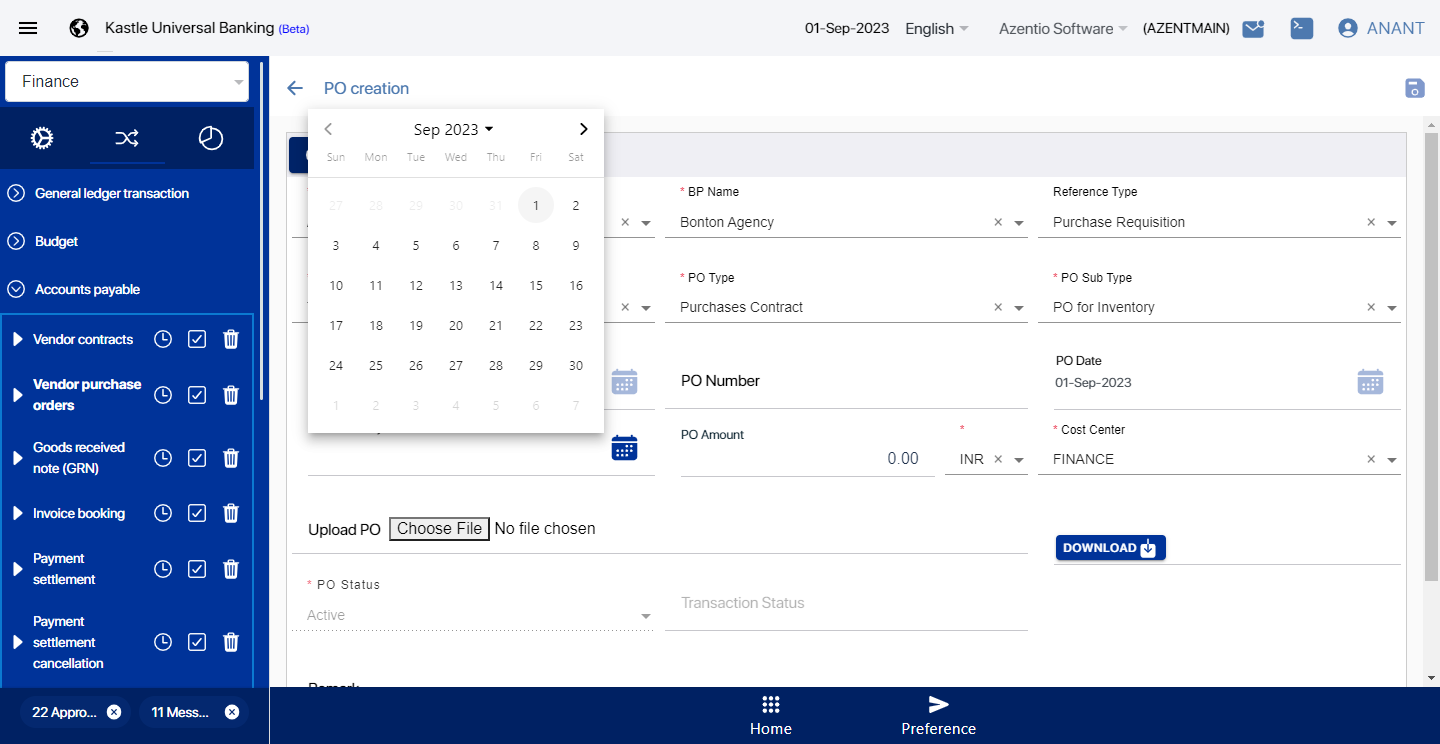 Kastle Universal Banking (Beta)
01-Sep-2023
English
Azentio Software
(AZENTMAIN)
ANANT
Finance
General ledger transaction
Budget
Accounts payable
Vendor contracts
Vendor purchase
orders
Goods received
note (GRN)
Invoice booking
Payment
settlement
Payment
settlement
cancellation
22 Appro...
11 Mess...
PO creation
Sep 2023
Sun Mon Tue Wed Thu Fri Sat
27 28 29 30 31 1 2
3 4 5 6 7 8 9
10 11 12 13 14 15 16
17 18 19 20 21 22 23
24 25 26 27 28 29 30
1 2 3 4 5 6 7
* BP Name
Bonton Agency
Reference Type
Purchase Requisition
* PO Type
Purchases Contract
* PO Sub Type
PO for Inventory
PO Number
PO Date
01-Sep-2023
PO Amount
0.00
*
INR
* Cost Center
FINANCE
Upload PO Choose File No file chosen
DOWNLOAD
* PO Status
Active
Transaction Status
Remark
Home
Preference